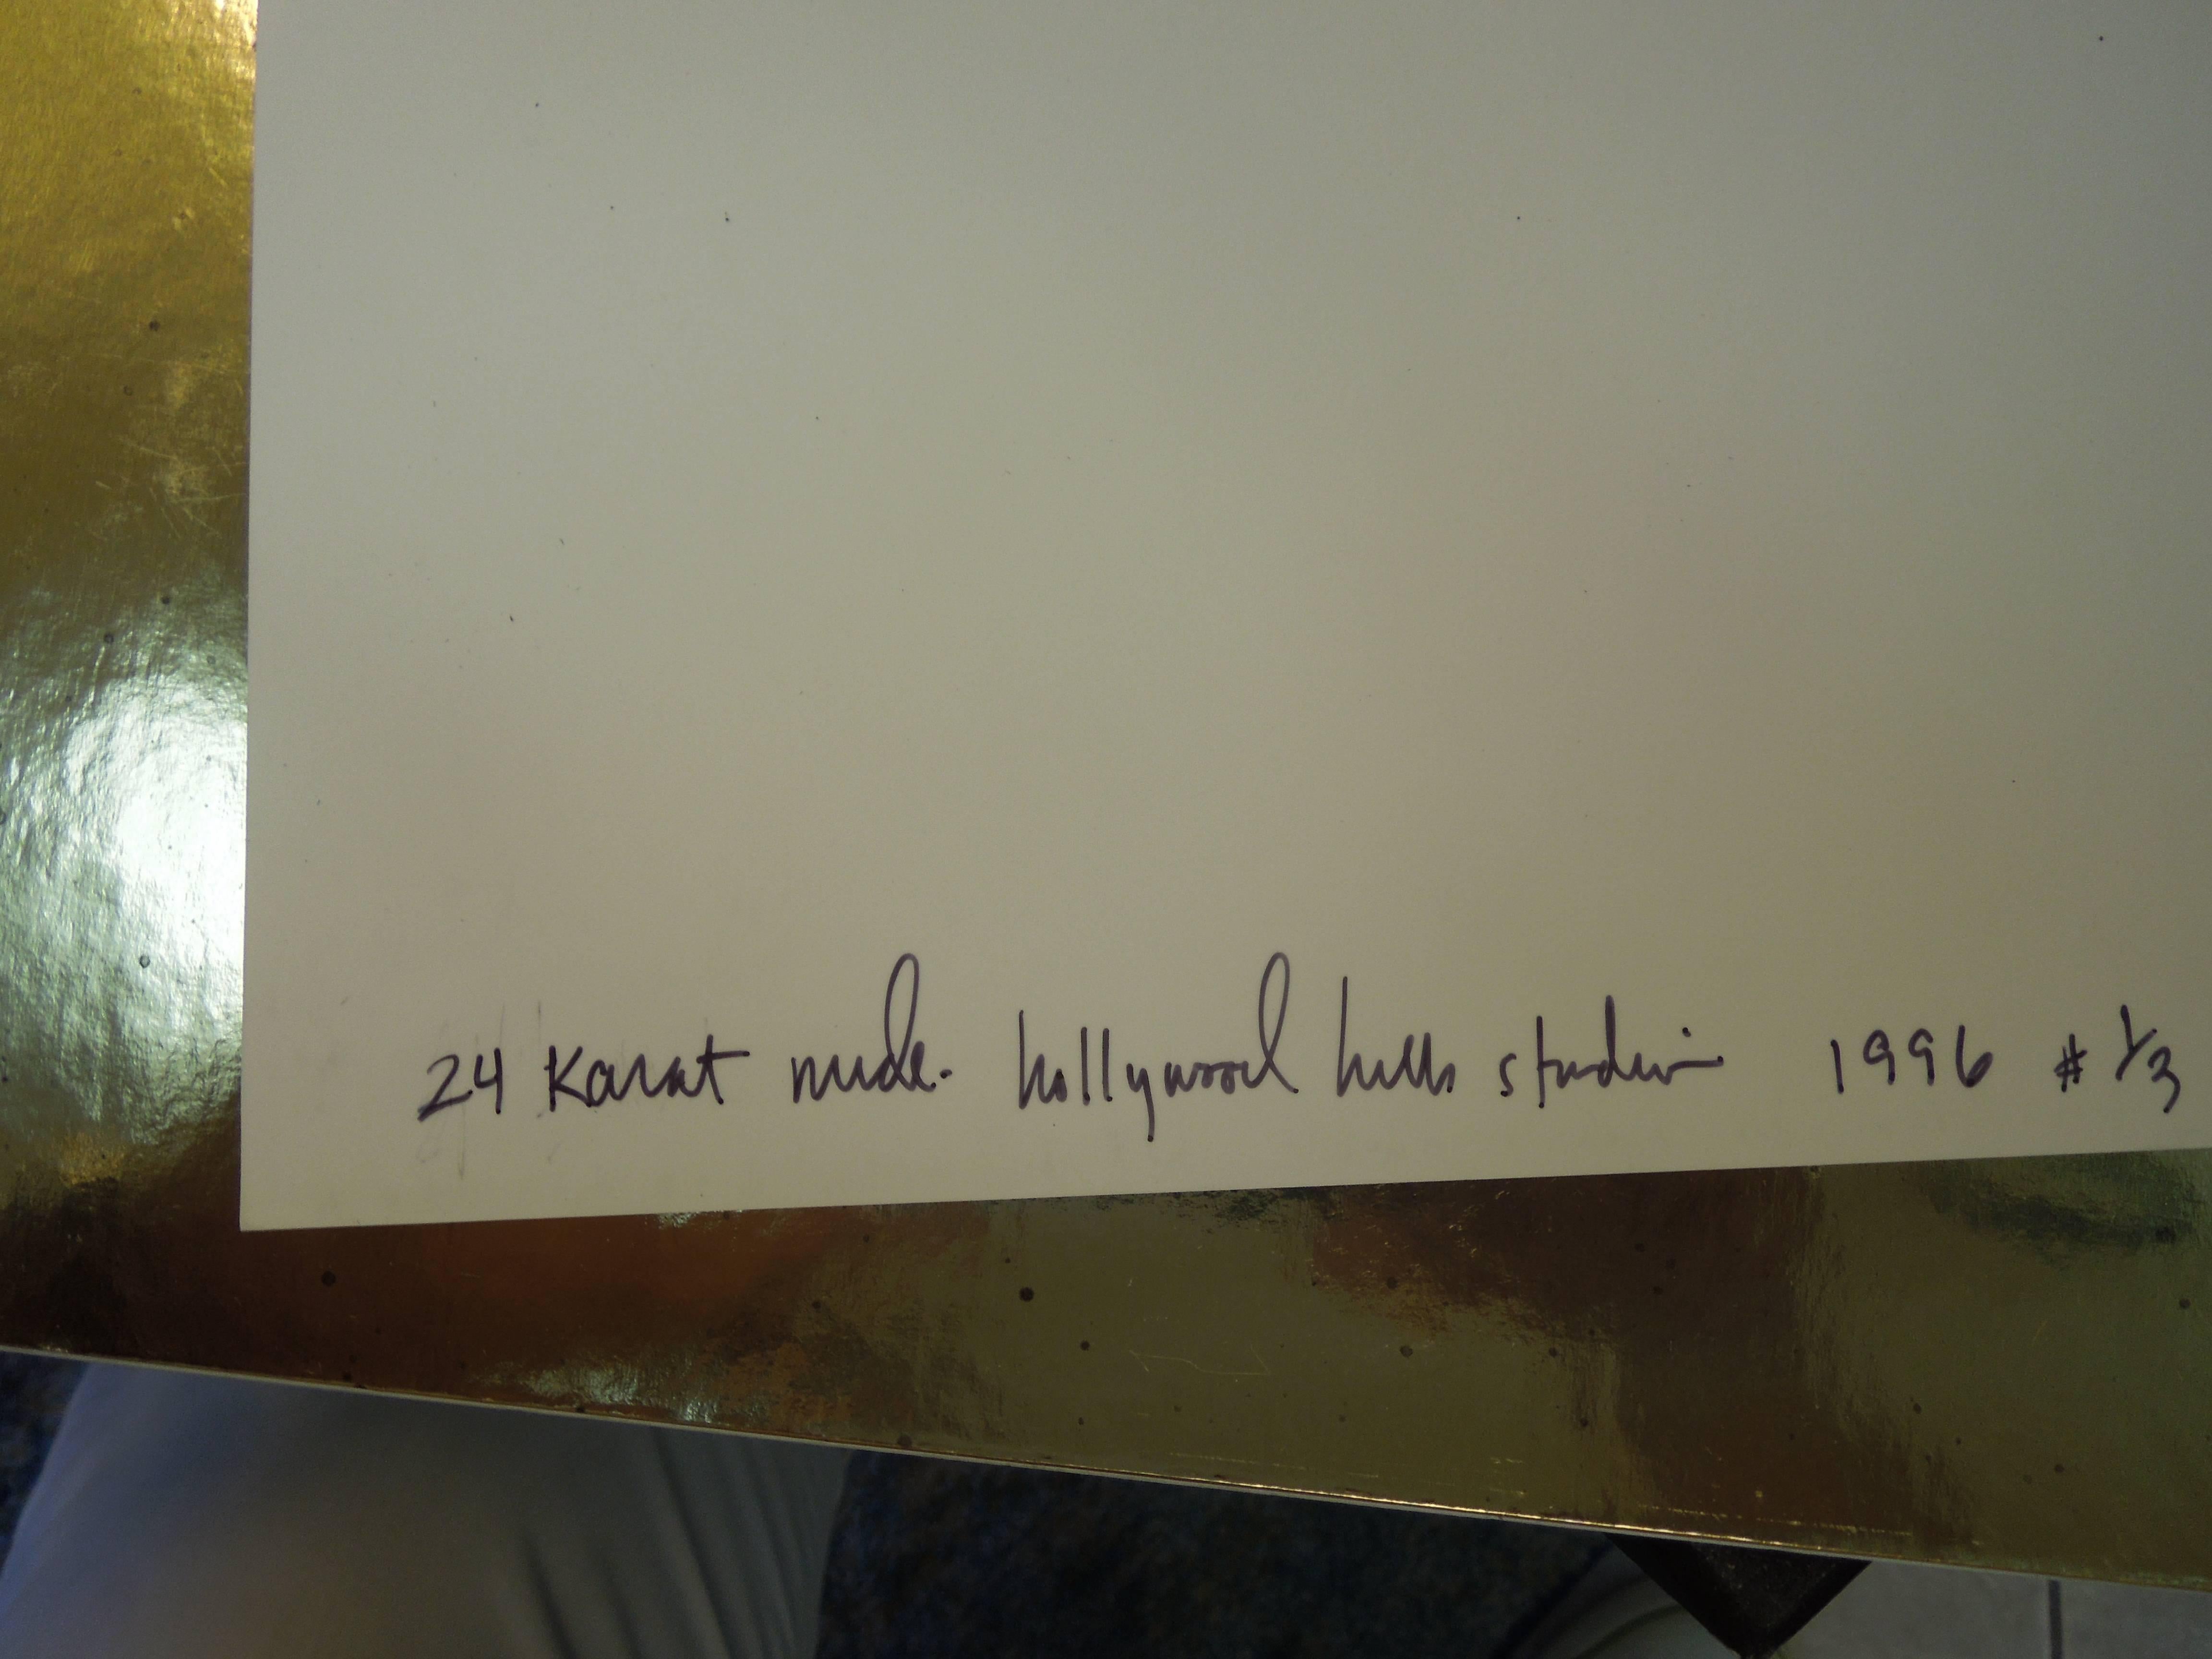 24 Karat nude. hollywood hills studio 1996 # 1/3